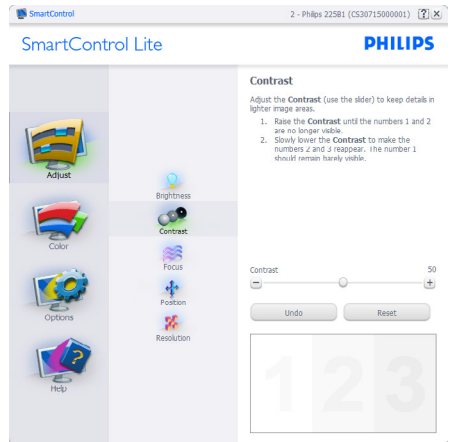 SmartControl
2 - Philips 225B1 (CS30715000001)
SmartControl Lite
PHILIPS
Adjust
Color
Options
Help
Brightness
Contrast
Focus
Position
Resolution
Contrast
Adjust the Contrast (use the slider) to keep details in
lighter image areas.
1. Raise the Contrast until the numbers 1 and 2
are no longer visible.
2. Slowly lower the Contrast to make the
numbers 2 and 3 reappear. The number 1
should remain barely visible.
Contrast 50
Undo Reset
1 2 3